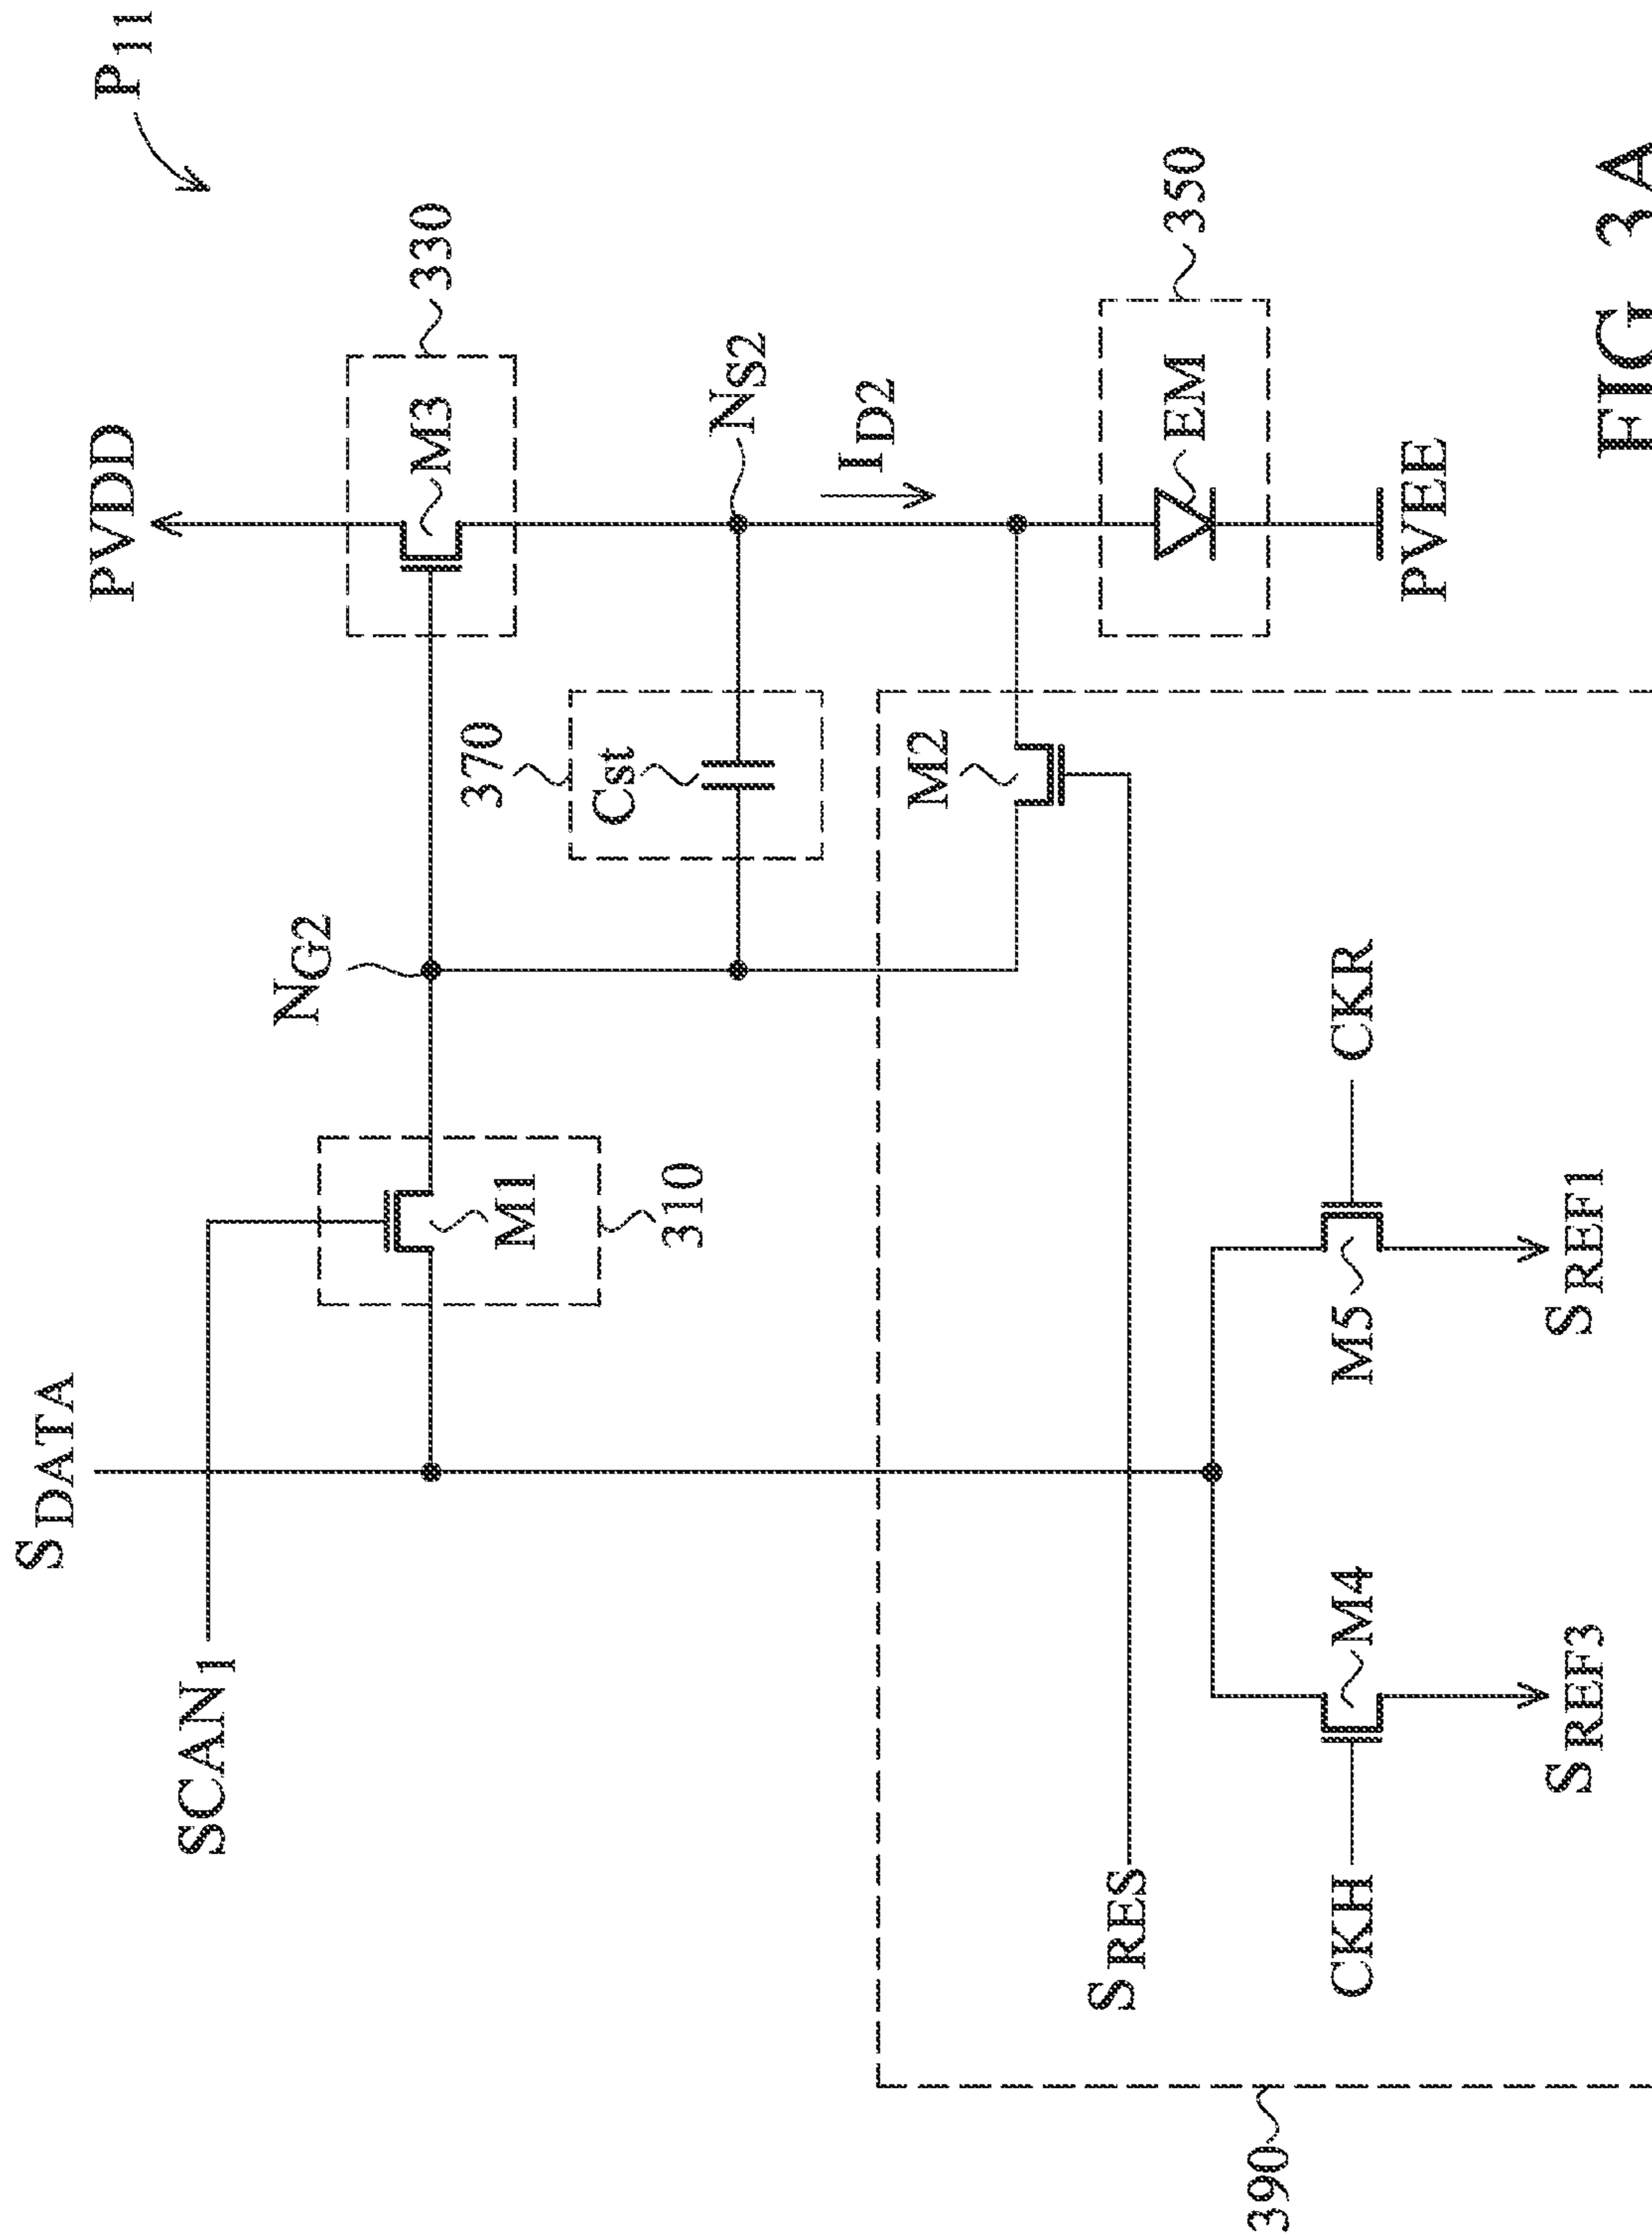 P11
SDATA
PVDD
SCAN1
NG2
M3
330
M1
310
370
Cst
NS2
ID2
M2
EM
350
PVEE
SRES
CKH
M4
M5
CKR
SREF3
SREF1
390
FIG 3A